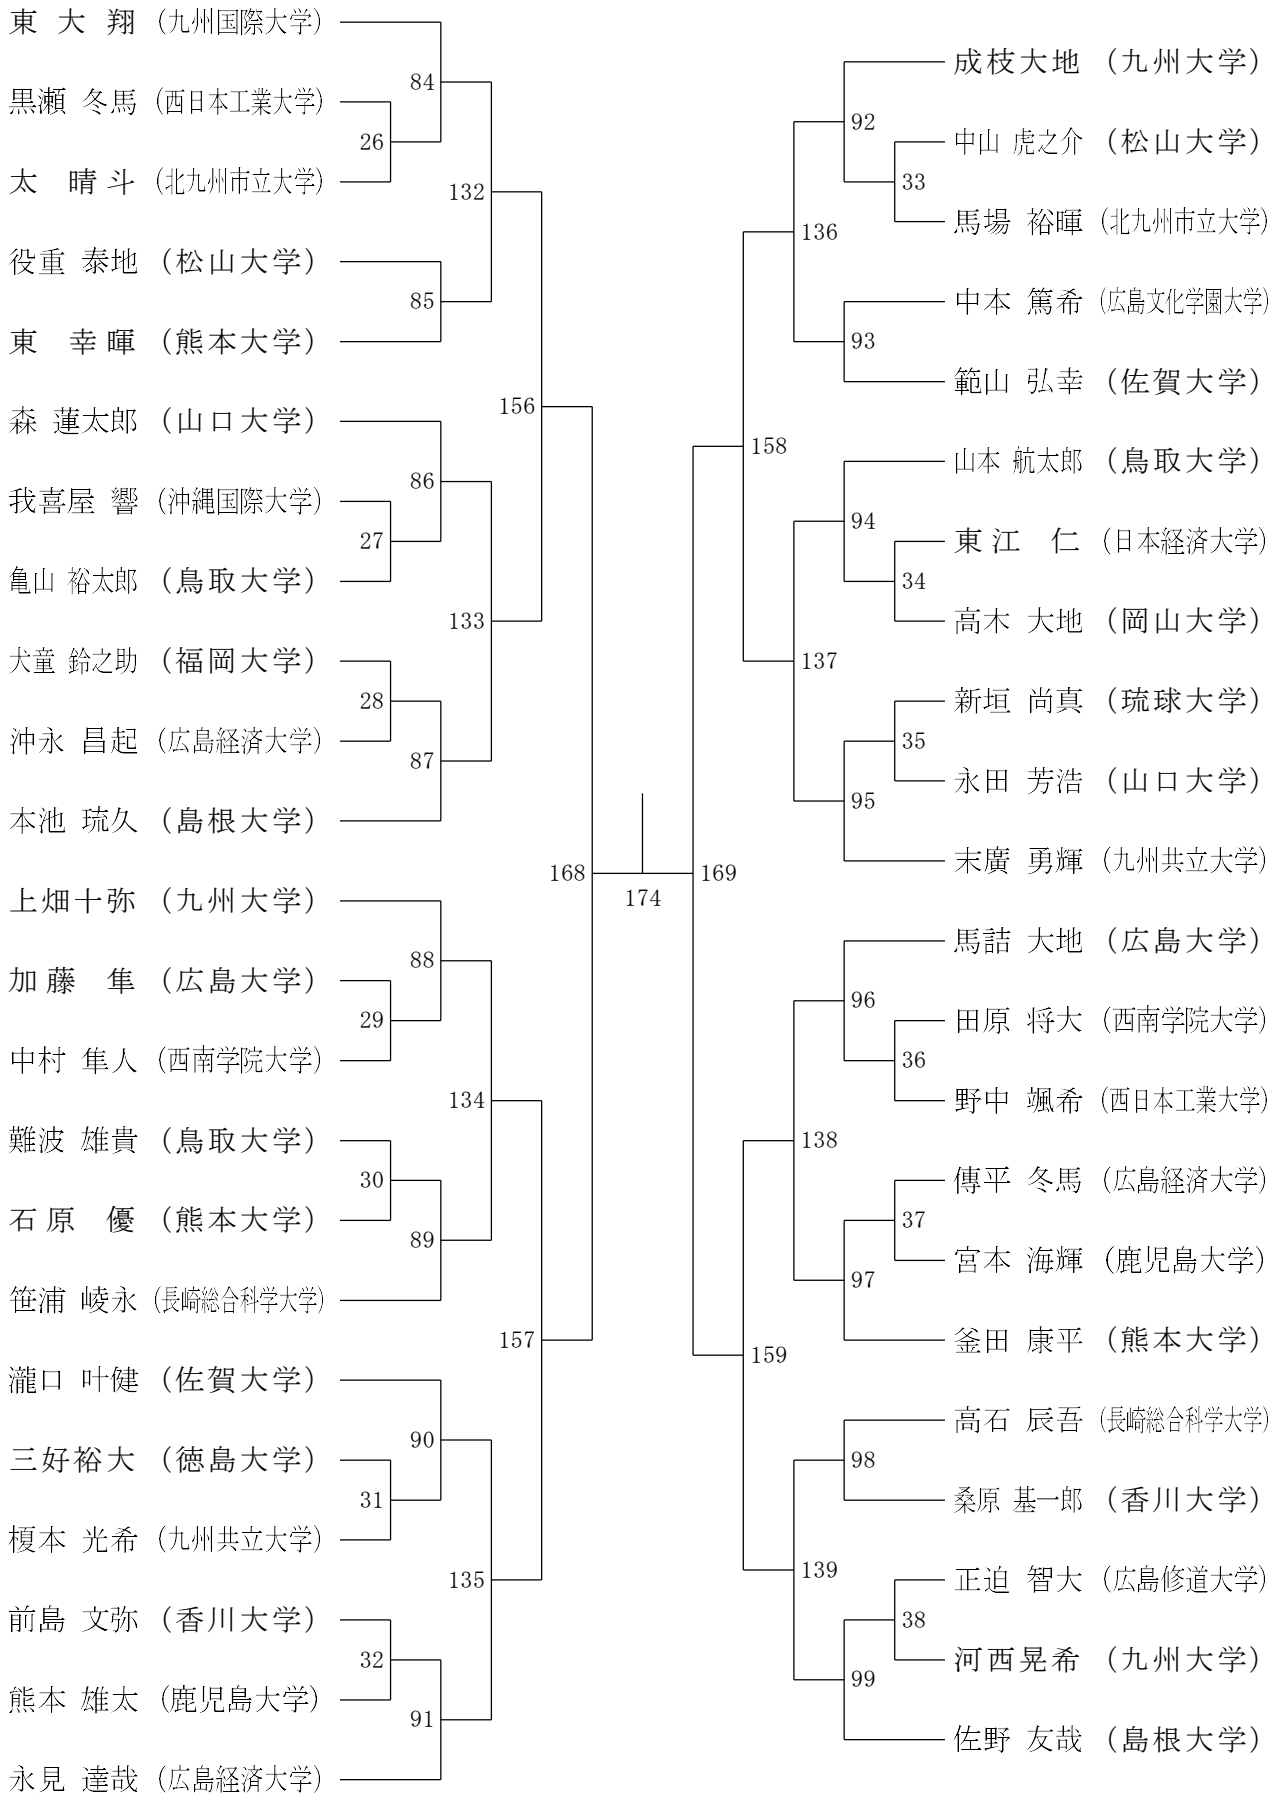 東 大 翔 (九州国際大学)
84
黒瀬 冬馬 (西日本工業大学)
26
太 晴斗 (北九州市立大学)
132
役重 泰地 (松山大学)
85
東 幸暉 (熊本大学)
156
森 蓮太郎 (山口大学)
86
我喜屋 響 (沖縄国際大学)
27
亀山 裕太郎 (鳥取大学)
133
犬童 鈴之助 (福岡大学)
28
沖永 昌起 (広島経済大学)
87
本池 琉久 (島根大学)
168
上畑十弥 (九州大学)
88
加藤 隼 (広島大学)
29
中村 隼人 (西南学院大学)
134
難波 雄貴 (鳥取大学)
30
石原 優 (熊本大学)
89
笹浦 崚永 (長崎総合科学大学)
157
瀧口 叶健 (佐賀大学)
90
三好裕大 (徳島大学)
31
榎本 光希 (九州共立大学)
135
前島 文弥 (香川大学)
32
熊本 雄太 (鹿児島大学)
91
永見 達哉 (広島経済大学)
174
成枝大地 (九州大学)
92
中山 虎之介 (松山大学)
33
馬場 裕暉 (北九州市立大学)
136
中本 篤希 (広島文化学園大学)
93
範山 弘幸 (佐賀大学)
158
山本 航太郎 (鳥取大学)
94
東江 仁 (日本経済大学)
34
高木 大地 (岡山大学)
137
新垣 尚真 (琉球大学)
35
永田 芳浩 (山口大学)
95
末廣 勇輝 (九州共立大学)
169
馬詰 大地 (広島大学)
96
田原 将大 (西南学院大学)
36
野中 颯希 (西日本工業大学)
138
傳平 冬馬 (広島経済大学)
37
宮本 海輝 (鹿児島大学)
97
釜田 康平 (熊本大学)
159
高石 辰吾 (長崎総合科学大学)
98
桑原 基一郎 (香川大学)
139
正迫 智大 (広島修道大学)
38
河西晃希 (九州大学)
99
佐野 友哉 (島根大学)